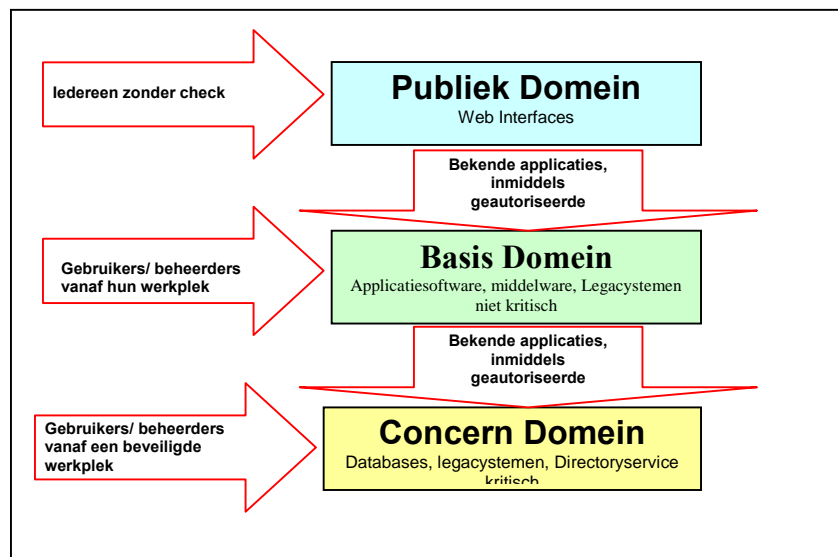 Iedereen zonder check
Publiek Domein
Web Interfaces
Bekende applicaties,
inmiddels
geautoriseerde
Gebruikers/ beheerders
vanaf hun werkplek
Basis Domein
Applicatiesoftware, middelware, Legacystemen
niet kritisch
Bekende applicaties,
inmiddels
geautoriseerde
Gebruikers/ beheerders
vanaf een beveiligde
werkplek
Concern Domein
Databases, legacystemen, Directoryservice
kritisch